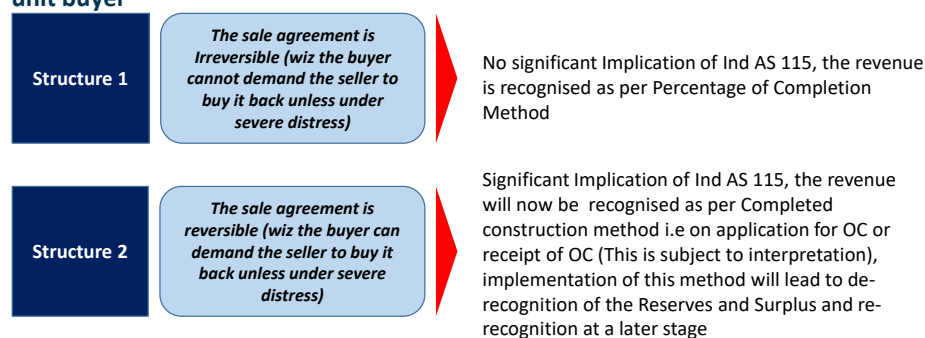 unit buyer
Structure 1
The sale agreement is
Irreversible (wiz the buyer
cannot demand the seller to
buy it back unless under
severe distress)
No significant Implication of Ind AS 115, the revenue
is recognised as per Percentage of Completion
Method
Structure 2
The sale agreement is
reversible (wiz the buyer can
demand the seller to buy it
back unless under severe
distress)
Significant Implication of Ind AS 115, the revenue
will now be  recognised as per Completed
construction method i.e on application for OC or
receipt of OC (This is subject to interpretation),
implementation of this method will lead to de-
recognition of the Reserves and Surplus and re-
recognition at a later stage